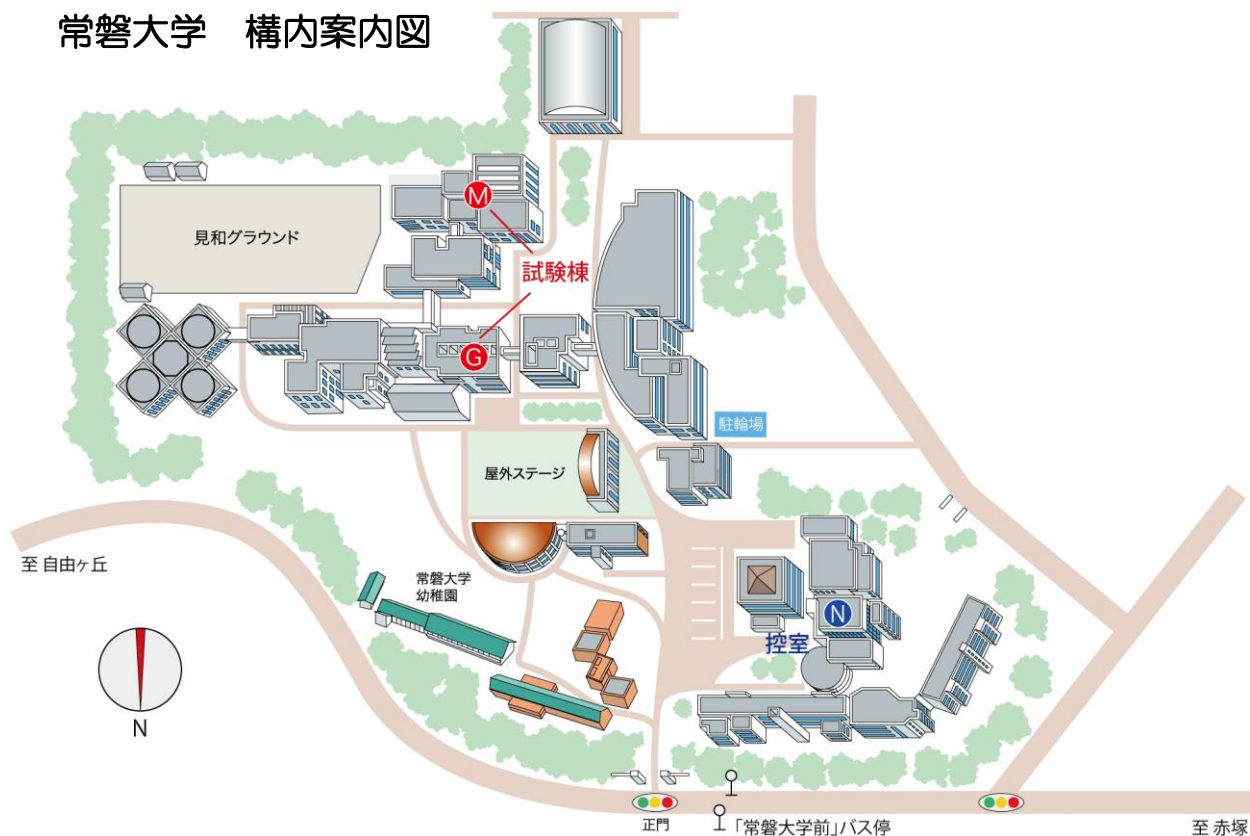 常磐大学　構内案内図
M
見和グラウンド
試験棟
G
駐輪場
屋外ステージ
至 自由ヶ丘
常磐大学
幼稚園
N
控室
N
正門
「常磐大学前」バス停
至 赤塚